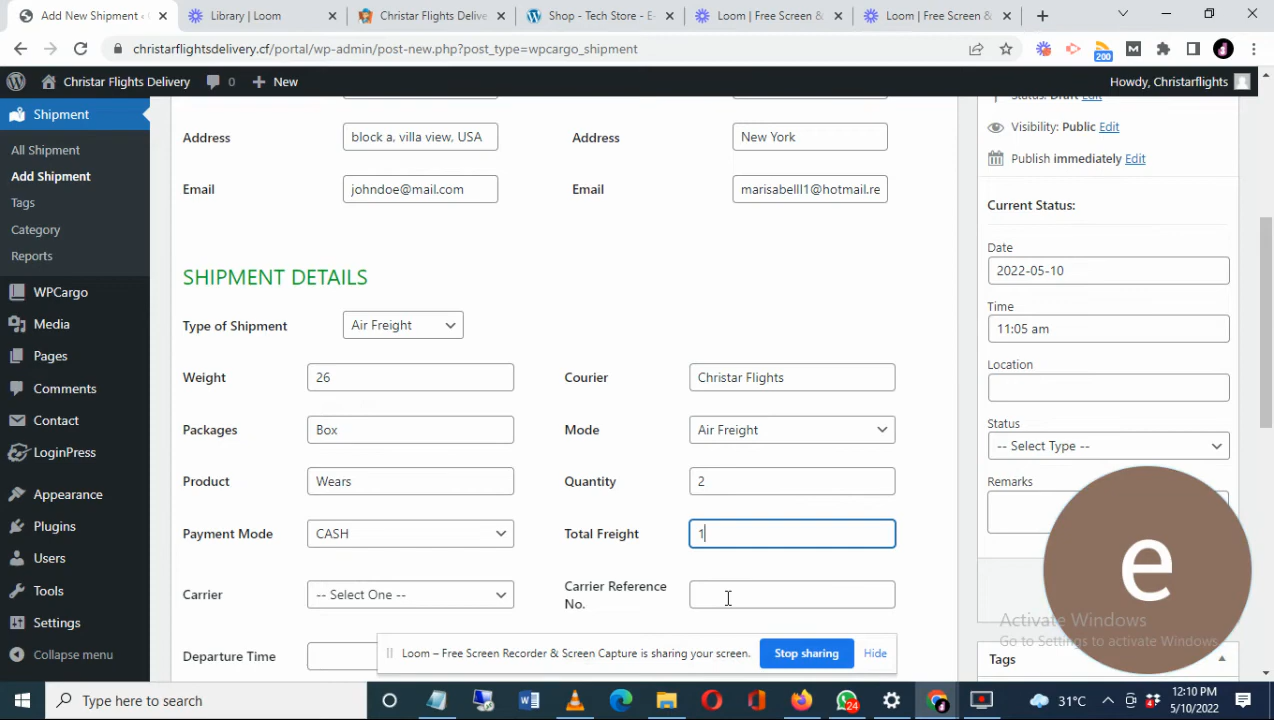 Add New Shipment
Library | Loom
Christar Flights Delive
Shop - Tech Store - E-
Loom | Free Screen &
Loom | Free Screen &
christarflightsdelivery.cf/portal/wp-admin/post-new.php?post_type=wpcargo_shipment
200
M
Christar Flights Delivery
0
New
Howdy, Christarflights
Shipment
All Shipment
Add Shipment
Tags
Category
Reports
WPCargo
Media
Pages
Comments
Contact
LoginPress
Appearance
Plugins
Users
Tools
Settings
Collapse menu
Address
block a, villa view, USA
Address
New York
Email
johndoe@mail.com
Email
marisabelll1@hotmail.re
SHIPMENT DETAILS
Type of Shipment
Air Freight
Weight
26
Courier
Christar Flights
Packages
Box
Mode
Air Freight
Product
Wears
Quantity
2
Payment Mode
CASH
Total Freight
1
Carrier
-- Select One --
Carrier Reference
No.
Departure Time
Status: Draft Edit
Visibility: Public Edit
Publish immediately Edit
Current Status:
Date
2022-05-10
Time
11:05 am
Location
Status
-- Select Type --
Remarks
e
Activate Windows
Go to Settings to activate Windows.
Tags
Loom – Free Screen Recorder & Screen Capture is sharing your screen.
Stop sharing
Hide
Type here to search
24
31°C
12:10 PM
5/10/2022